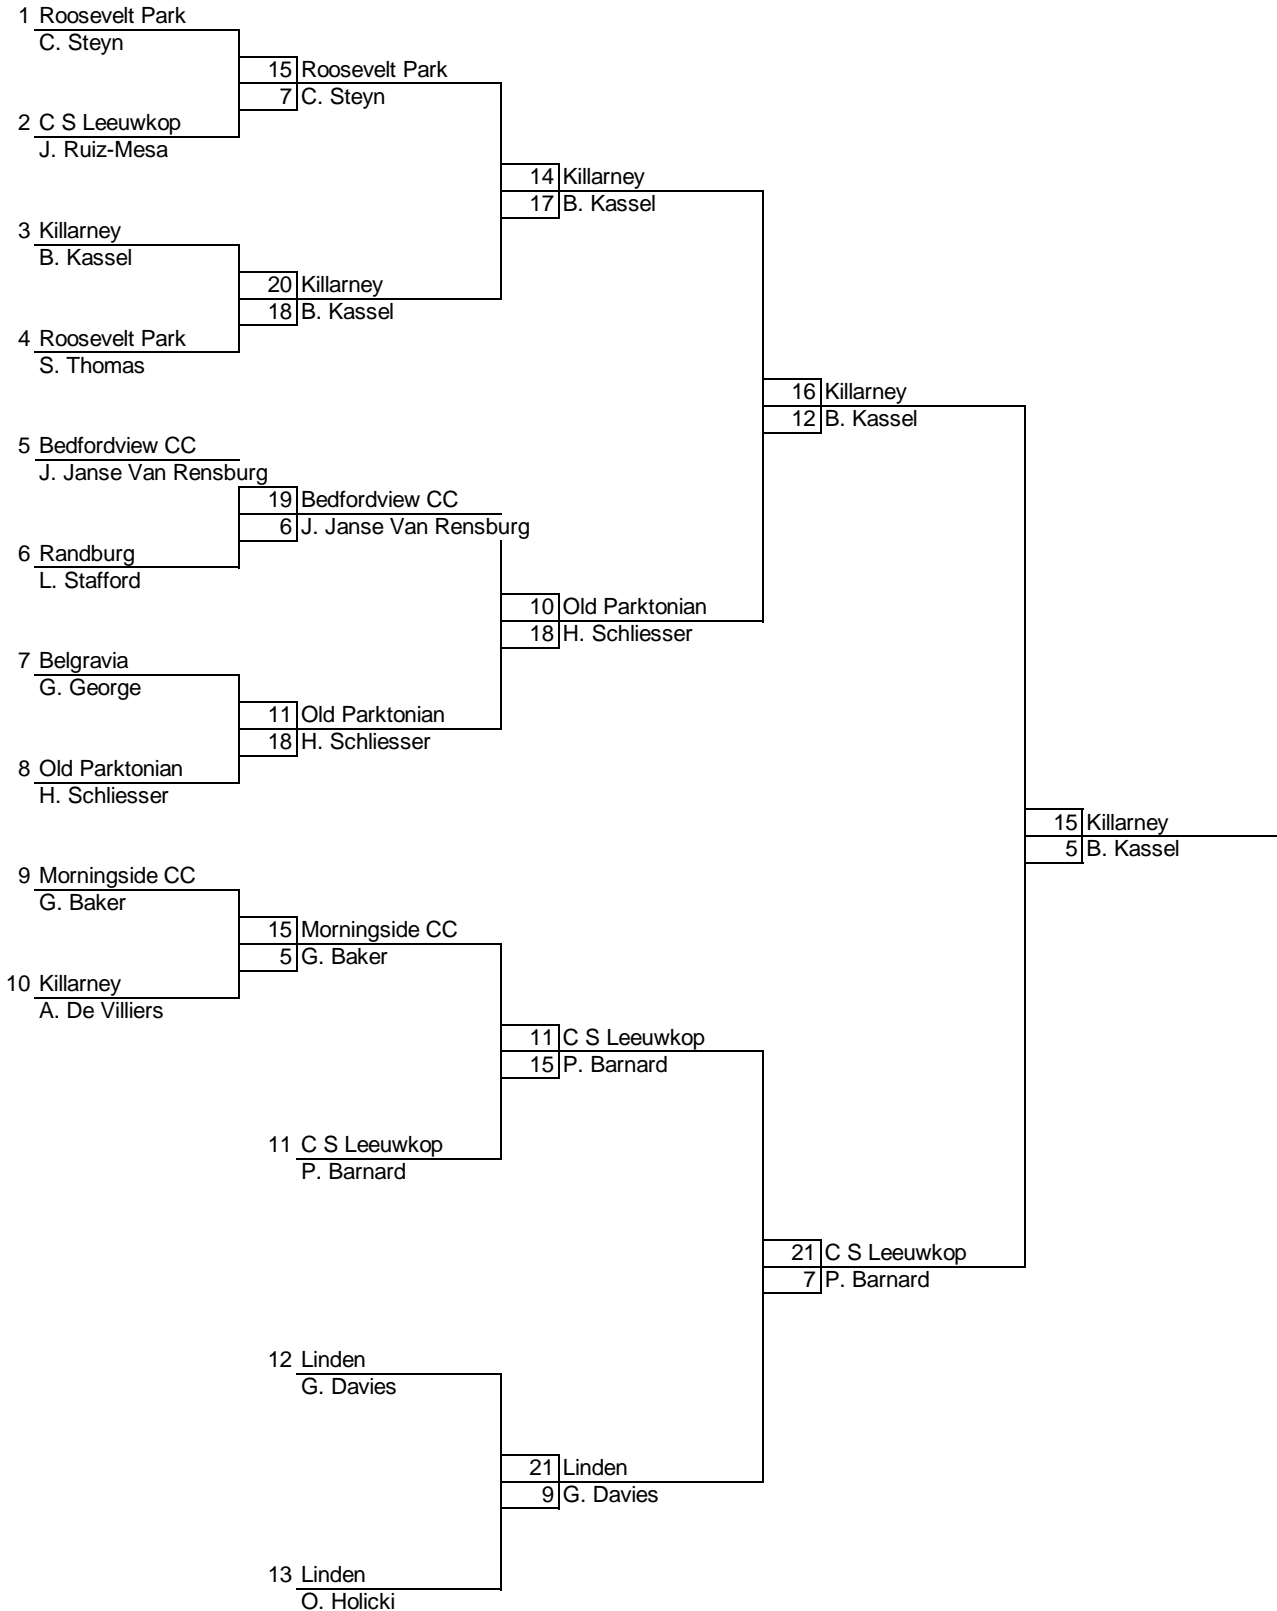 1 Roosevelt Park
C. Steyn
15 Roosevelt Park
7 C. Steyn
2 C S Leeuwkop
J. Ruiz-Mesa
14 Killarney
17 B. Kassel
3 Killarney
B. Kassel
20 Killarney
18 B. Kassel
4 Roosevelt Park
S. Thomas
16 Killarney
12 B. Kassel
5 Bedfordview CC
J. Janse Van Rensburg
19 Bedfordview CC
6 J. Janse Van Rensburg
6 Randburg
L. Stafford
10 Old Parktonian
18 H. Schliesser
7 Belgravia
G. George
11 Old Parktonian
18 H. Schliesser
8 Old Parktonian
H. Schliesser
15 Killarney
5 B. Kassel
9 Morningside CC
G. Baker
15 Morningside CC
5 G. Baker
10 Killarney
A. De Villiers
11 C S Leeuwkop
15 P. Barnard
11 C S Leeuwkop
P. Barnard
21 C S Leeuwkop
7 P. Barnard
12 Linden
G. Davies
21 Linden
9 G. Davies
13 Linden
O. Holicki